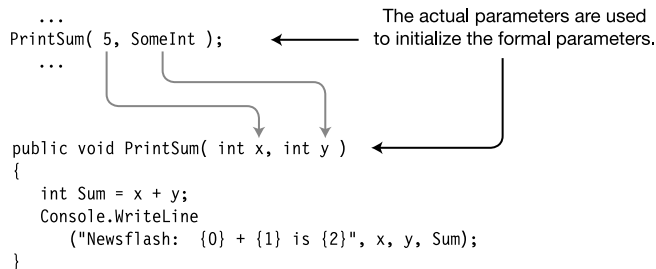 ...
PrintSum( 5, SomeInt );
...
The actual parameters are used
to initialize the formal parameters.
public void PrintSum( int x, int y )
{
int Sum = x + y;
Console.WriteLine
("Newsflash:  {0} + {1} is {2}", x, y, Sum);
}